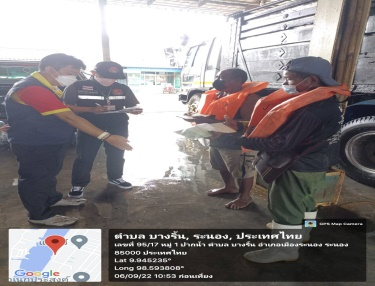 GPS Map Camera
ตำบล บางริ้น, ระนอง, ประเทศไทย
เลขที่ 95/17 หมู่ 1 ปากน้ำ ตำบล บางริ้น อำเภอเมืองระนอง ระนอง
85000 ประเทศไทย
Lat 9.945235°
Long 98.593808°
06/09/22 10:53 ก่อนเที่ยง
Google